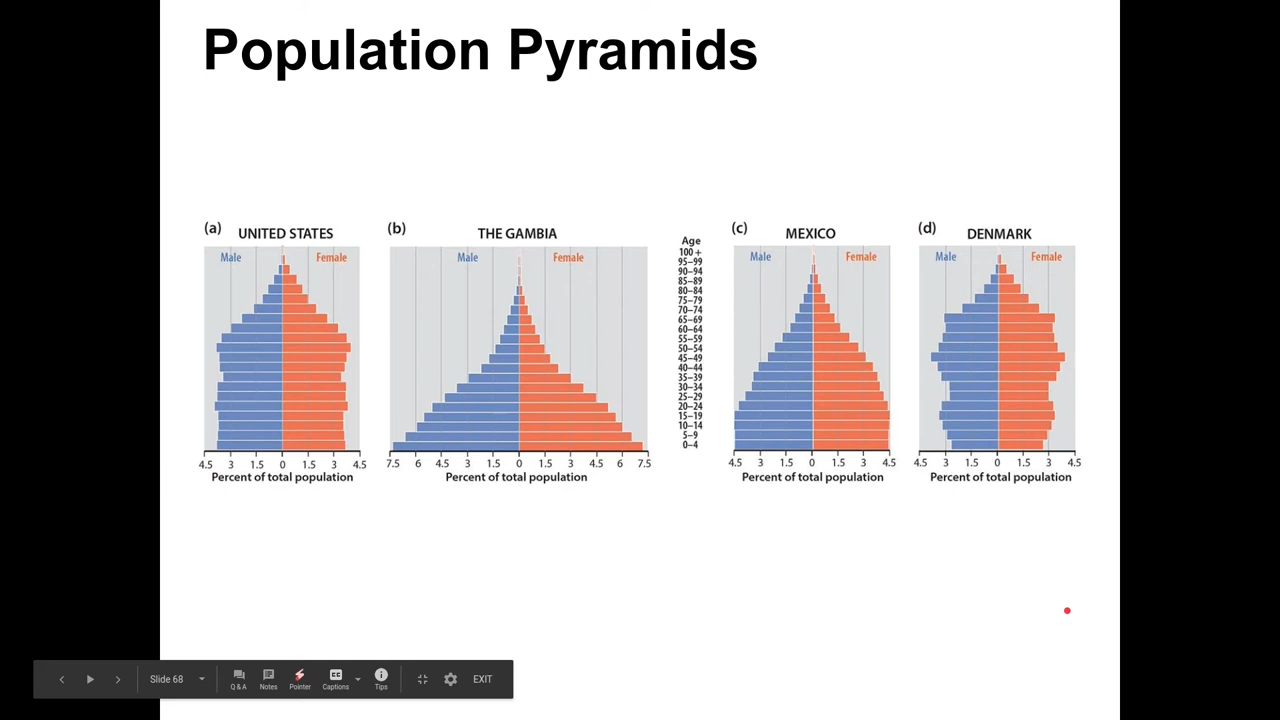 Population Pyramids
(a) UNITED STATES
Male Female
4.5 3 1.5 0 1.5 3 4.5
Percent of total population
(b) THE GAMBIA
Male Female
7.5 6 4.5 3 1.5 0 1.5 3 4.5 6 7.5
Percent of total population
Age
100 +
95–99
90–94
85–89
80–84
75–79
70–74
65–69
60–64
55–59
50–54
45–49
40–44
35–39
30–34
25–29
20–24
15–19
10–14
5–9
0–4
(c) MEXICO
Male Female
4.5 3 1.5 0 1.5 3 4.5
Percent of total population
(d) DENMARK
Male Female
4.5 3 1.5 0 1.5 3 4.5
Percent of total population
Slide 68
Q & A
Notes
Pointer
CC
Captions
Tips
EXIT